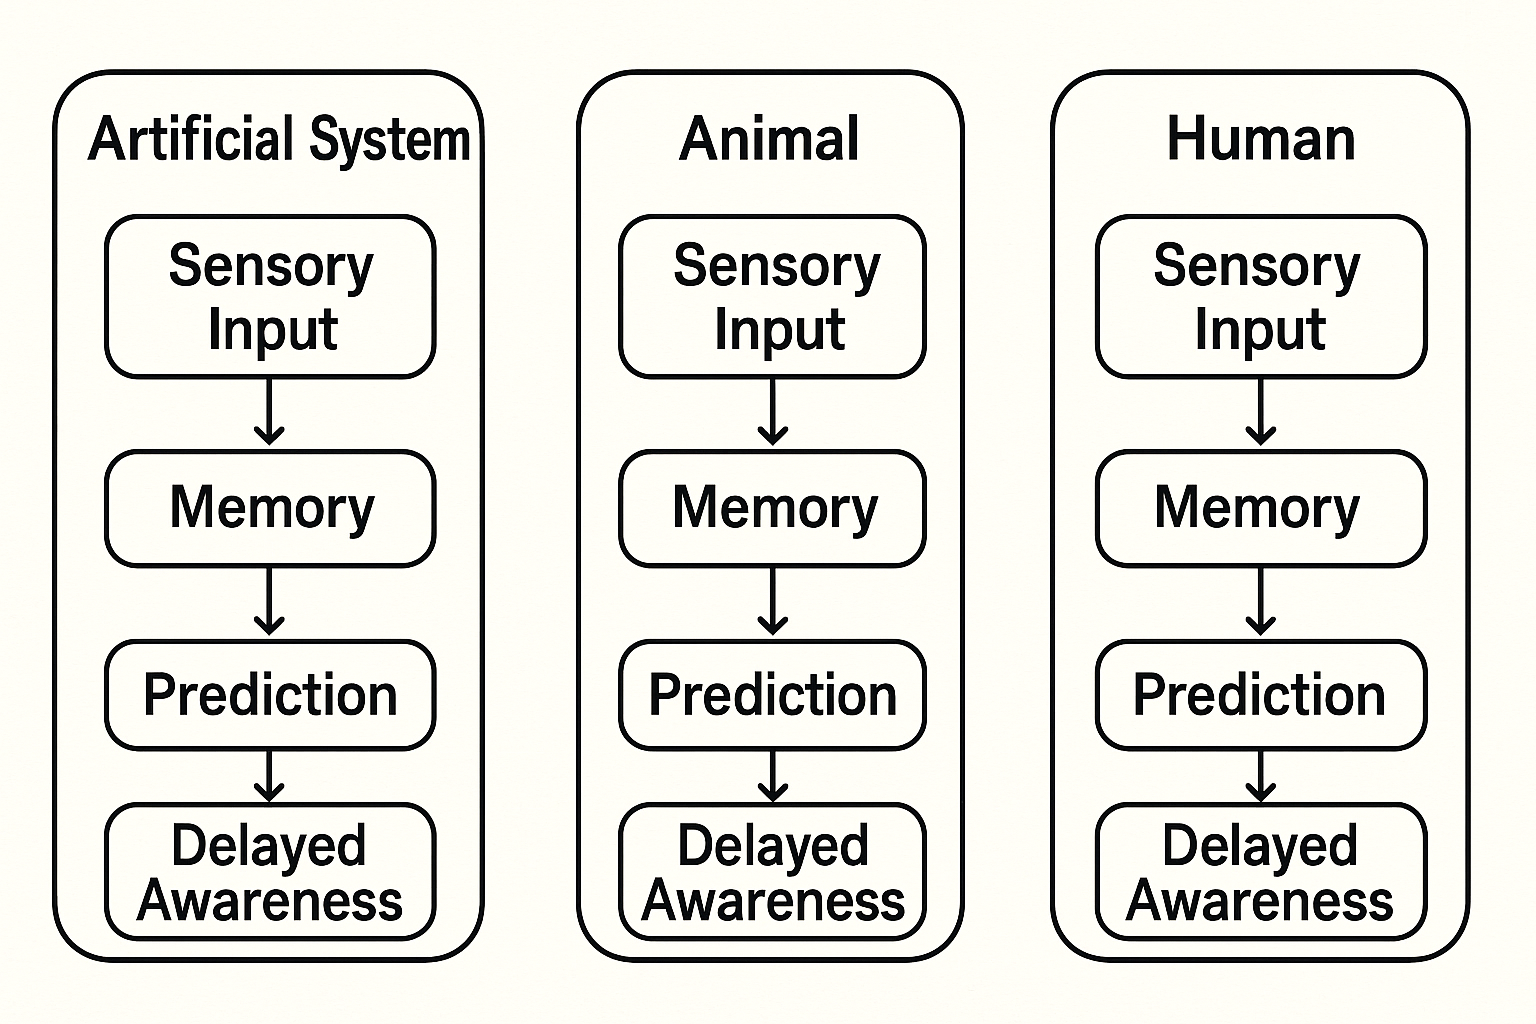 Artificial System
Sensory
Input
Memory
Prediction
Delayed
Awareness
Animal
Sensory
Input
Memory
Prediction
Delayed
Awareness
Human
Sensory
Input
Memory
Prediction
Delayed
Awareness